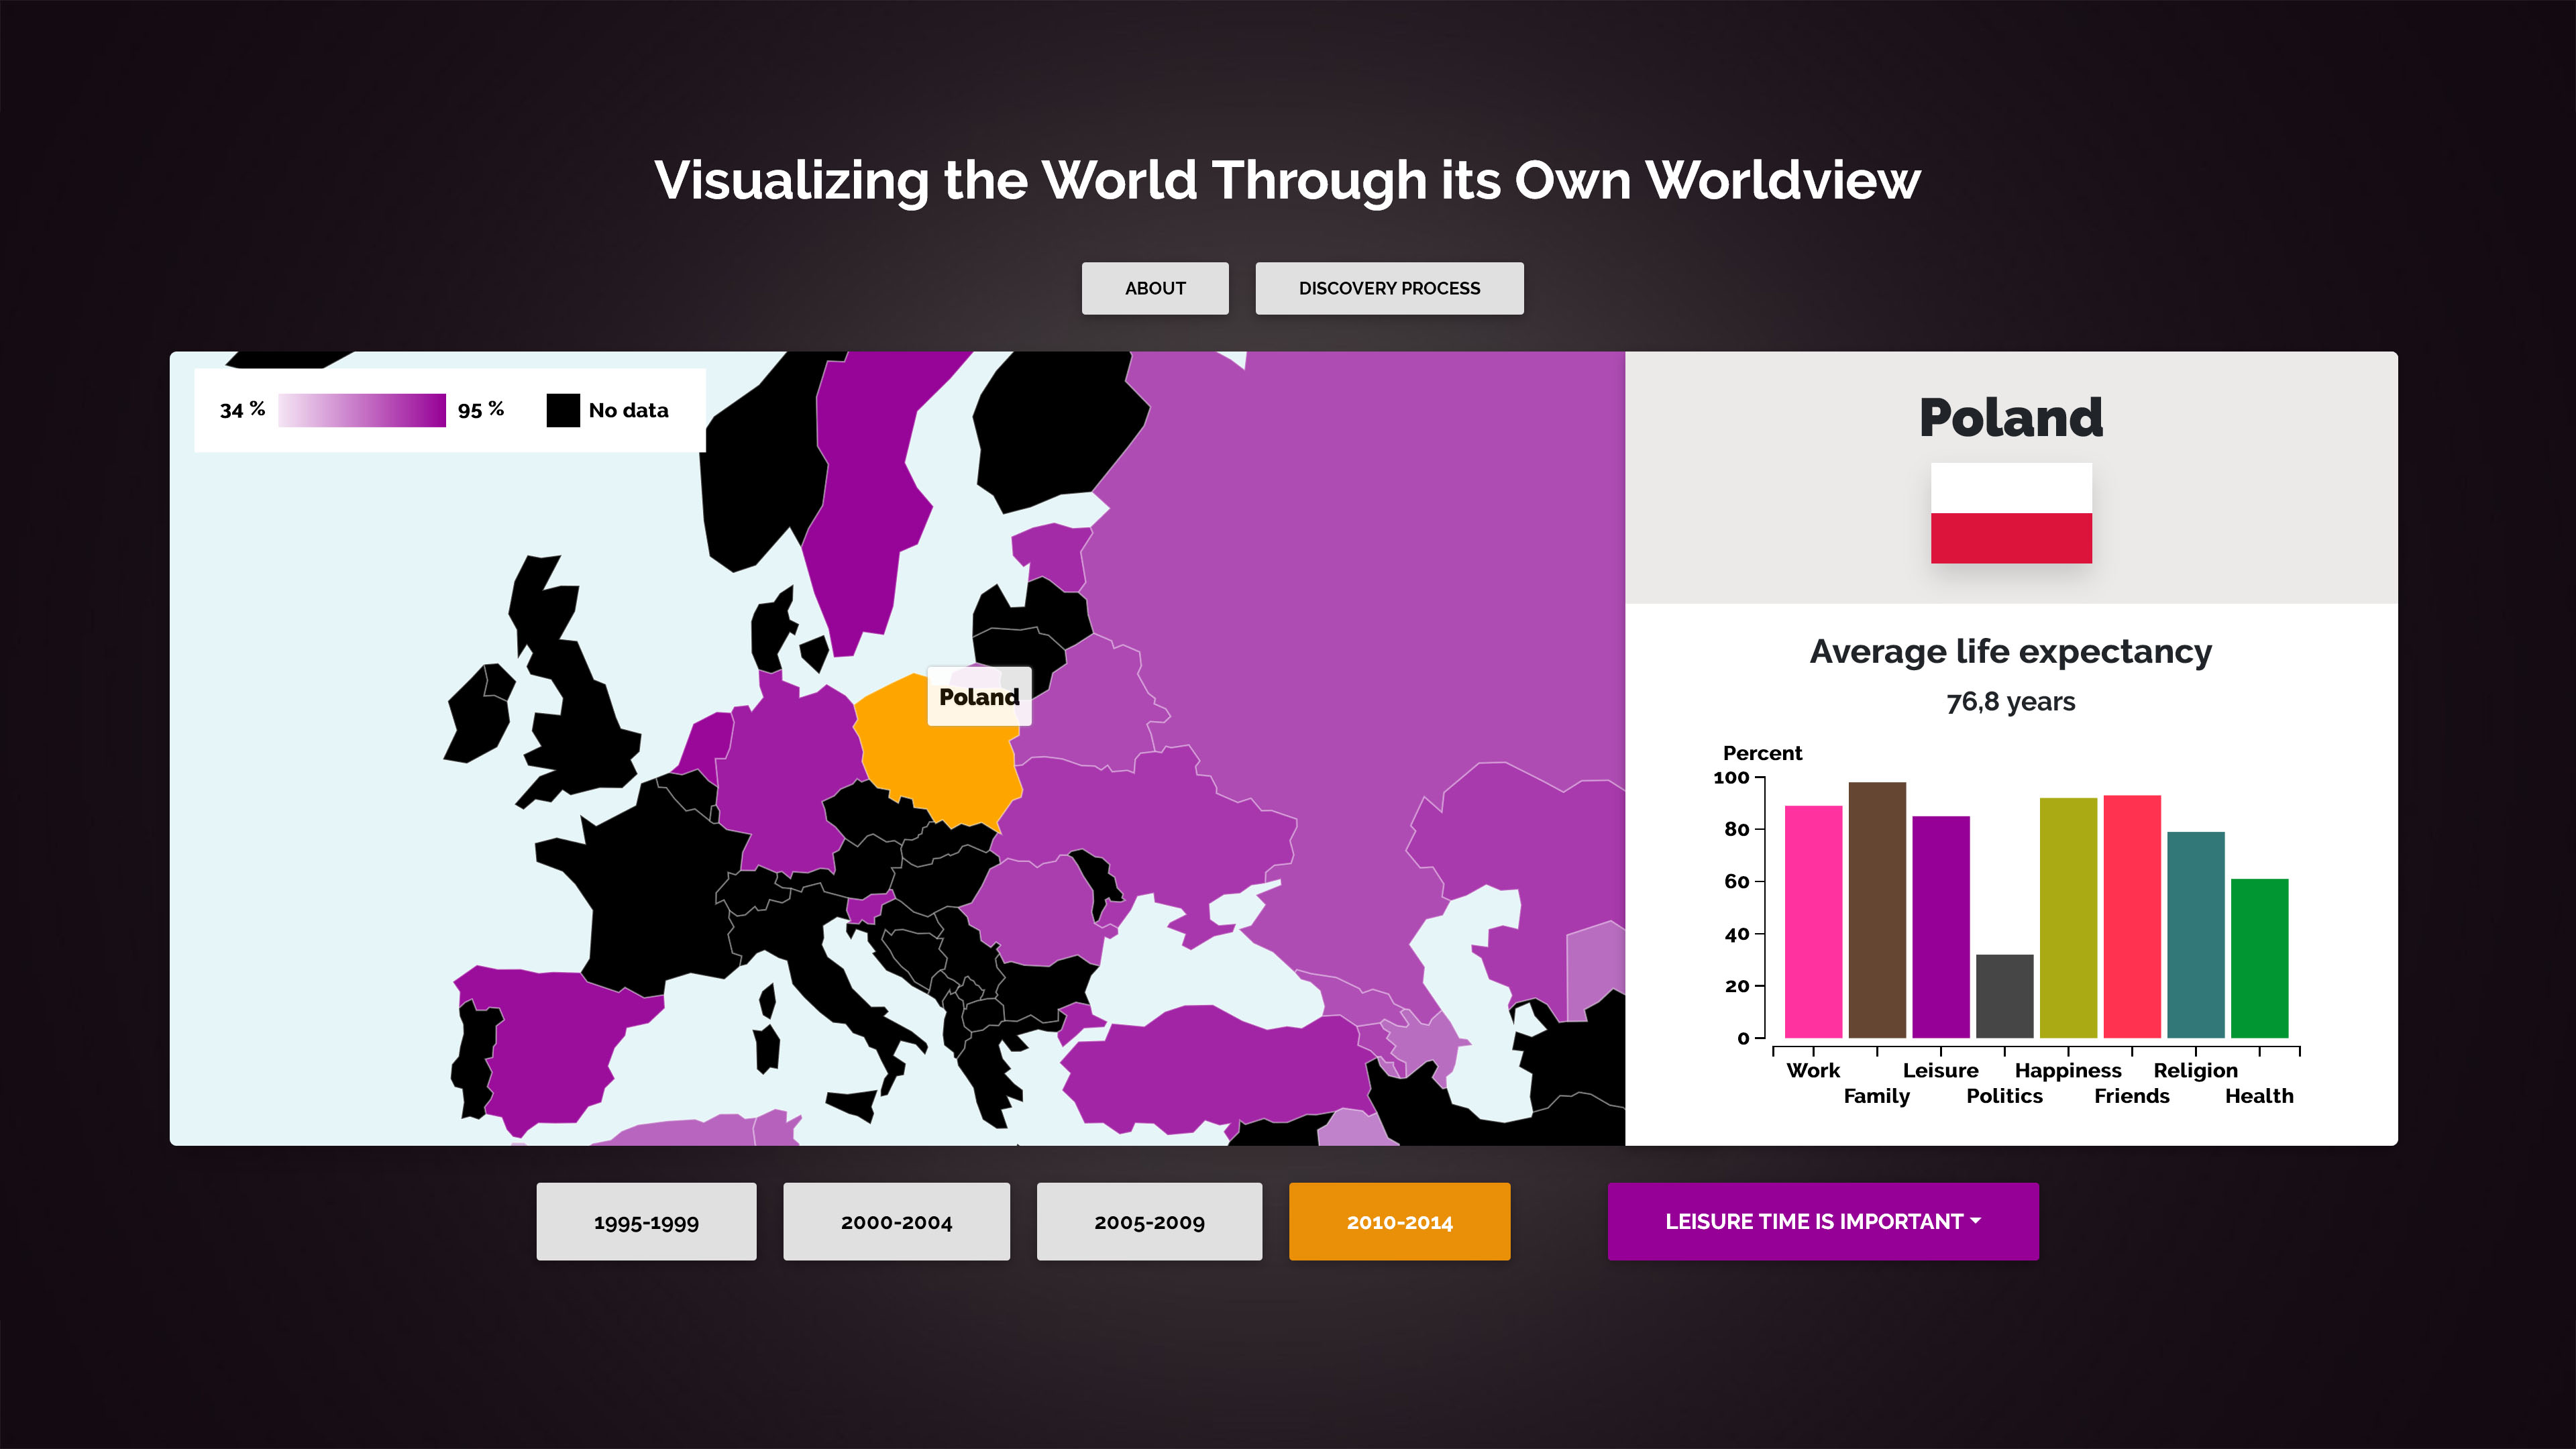 Visualizing the World Through its Own Worldview
ABOUT
DISCOVERY PROCESS
34 %
95 %
No data
Poland
Poland
Average life expectancy
76,8 years
Percent
100
80
60
40
20
0
Work
Leisure
Happiness
Religion
Family
Politics
Friends
Health
1995-1999
2000-2004
2005-2009
2010-2014
LEISURE TIME IS IMPORTANT